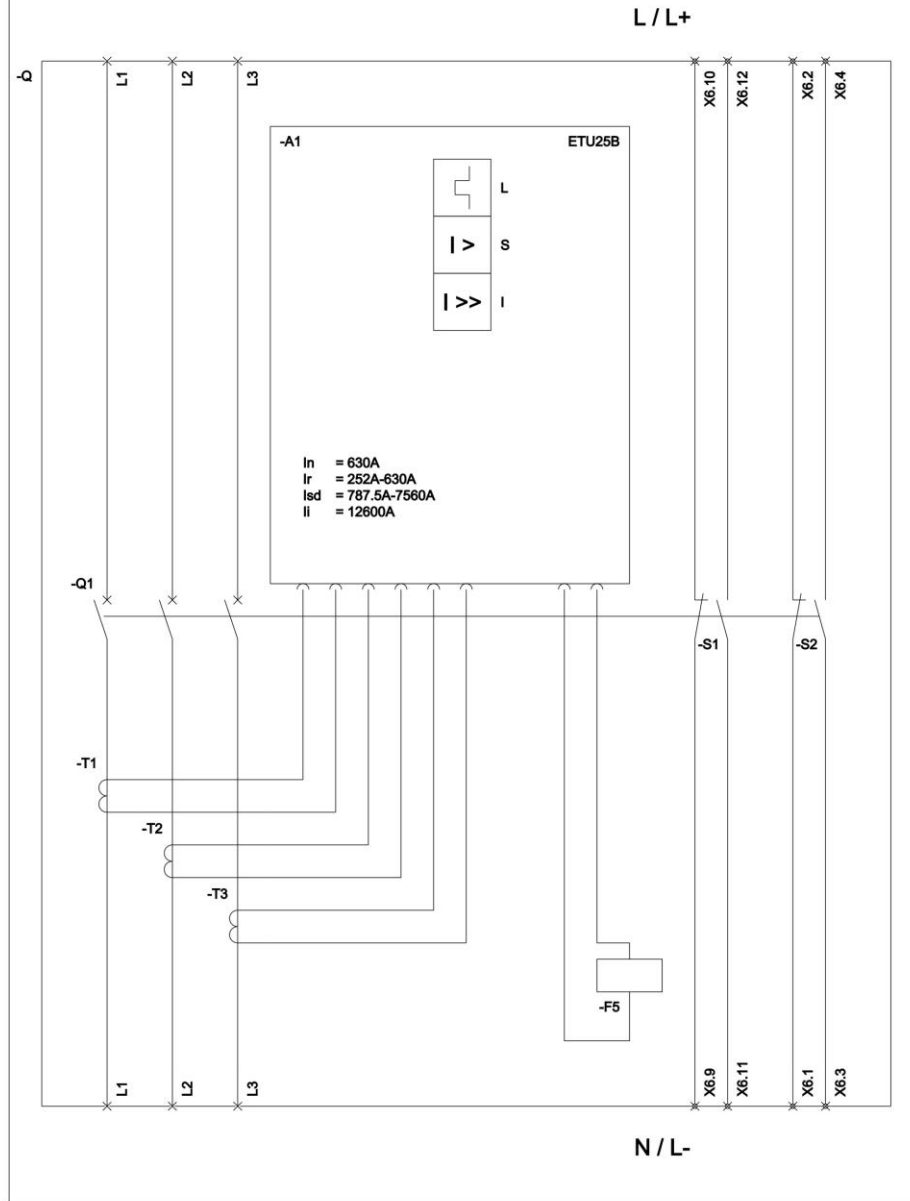 L / L+
-Q
L1
L2
L3
X6.10
X6.12
X6.2
X6.4
-A1
ETU25B
L
I >
S
I >>
I
In = 630A
Ir = 252A-630A
Isd = 787.5A-7560A
Ii = 12600A
-Q1
-S1
-S2
-T1
-T2
-T3
-F5
L1
L2
L3
X6.9
X6.11
X6.1
X6.3
N / L-